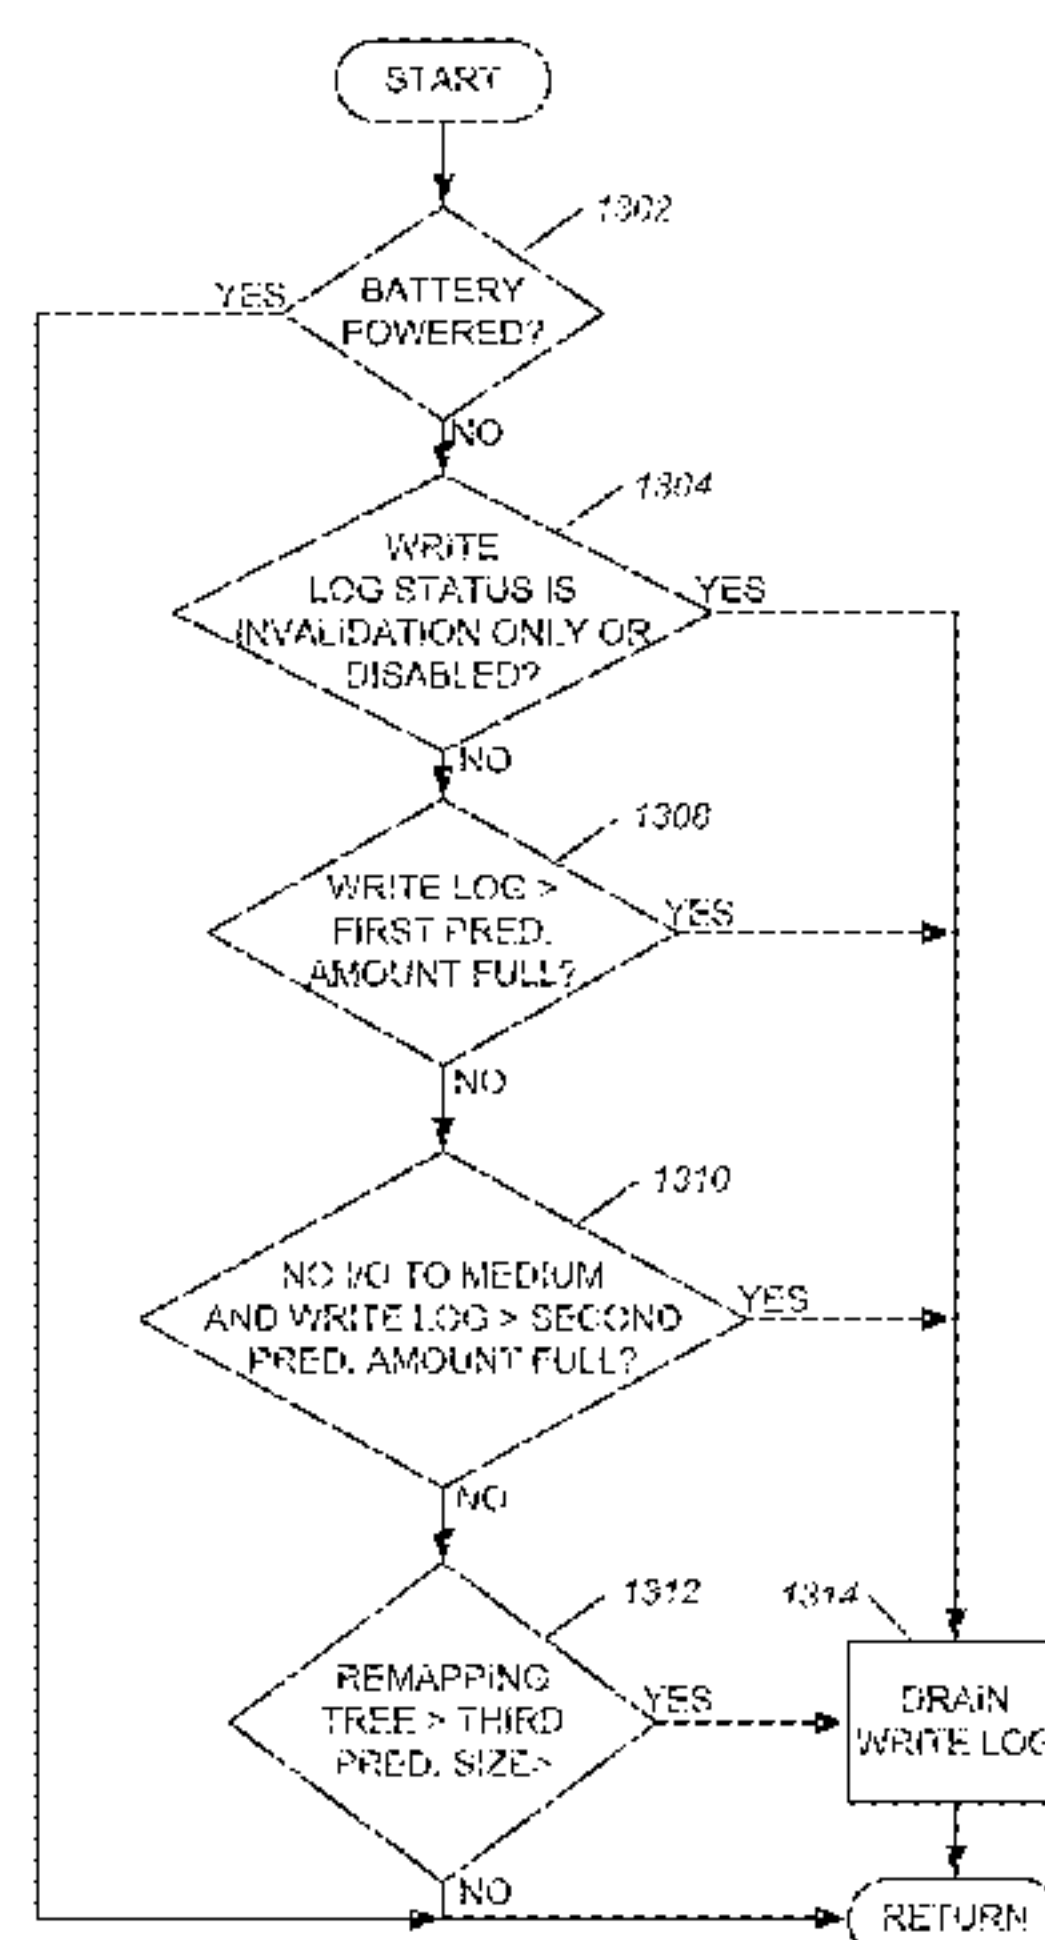 START
1302
YES
BATTERY
POWERED?
NO
1304
WRITE
LOG STATUS IS
INVALIDATION ONLY OR
DISABLED?
YES
NO
1308
WRITE LOG >
FIRST PRED.
AMOUNT FULL?
YES
NO
1310
NO I/O TO MEDIUM
AND WRITE LOG > SECOND
PRED. AMOUNT FULL?
YES
NO
1312
1314
REMAPPING
TREE > THIRD
PRED. SIZE>
YES
DRAIN
WRITE LOG
NO
RETURN